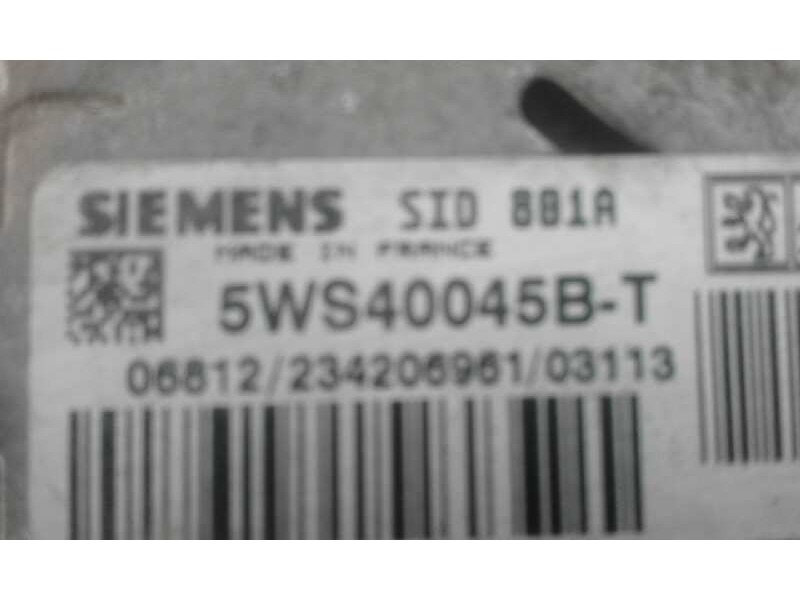 SIEMENS SID 801A
MADE IN FRANCE
5WS40045B-T
06812/234206961/03113